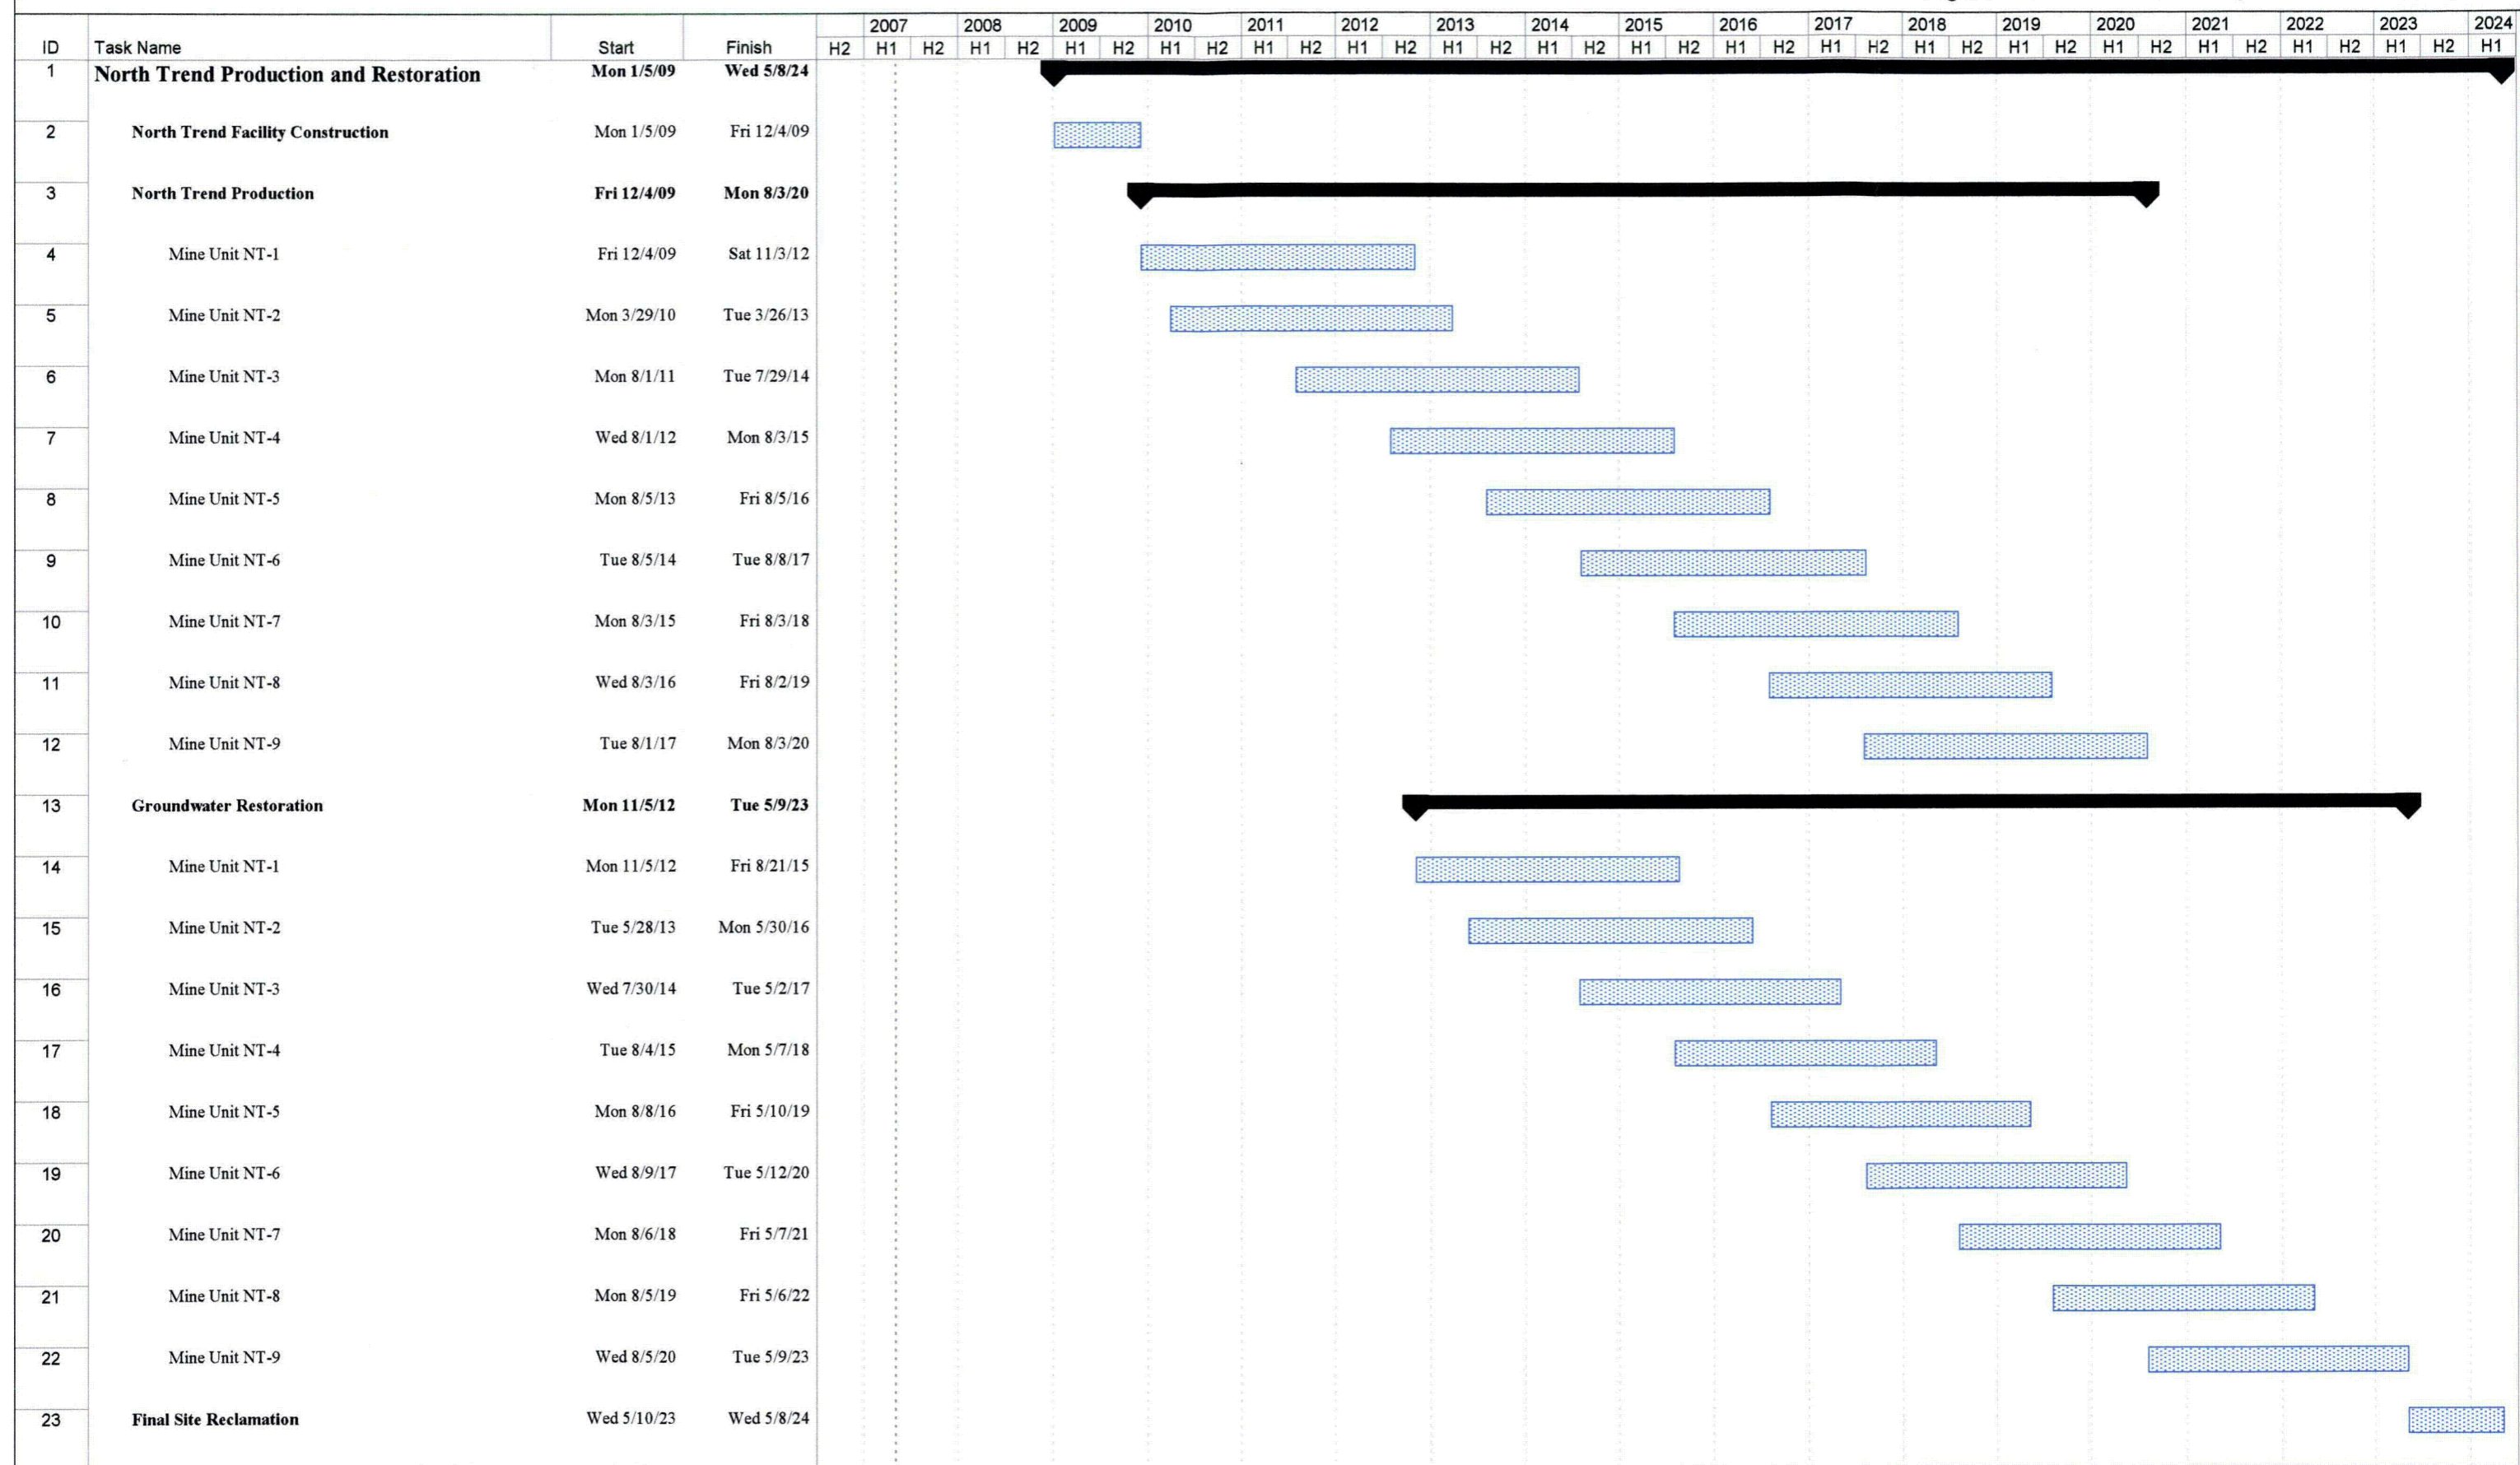 2007 2008 2009 2010 2011 2012 2013 2014 2015 2016 2017 2018 2019 2020 2021 2022 2023 2024
ID Task Name Start Finish H2 H1 H2 H1 H2 H1 H2 H1 H2 H1 H2 H1 H2 H1 H2 H1 H2 H1 H2 H1 H2 H1 H2 H1 H2 H1 H2 H1 H2 H1 H2 H1 H2 H1 H2 H1
1 North Trend Production and Restoration Mon 1/5/09 Wed 5/8/24
2 North Trend Facility Construction Mon 1/5/09 Fri 12/4/09
3 North Trend Production Fri 12/4/09 Mon 8/3/20
4 Mine Unit NT-1 Fri 12/4/09 Sat 11/3/12
5 Mine Unit NT-2 Mon 3/29/10 Tue 3/26/13
6 Mine Unit NT-3 Mon 8/1/11 Tue 7/29/14
7 Mine Unit NT-4 Wed 8/1/12 Mon 8/3/15
8 Mine Unit NT-5 Mon 8/5/13 Fri 8/5/16
9 Mine Unit NT-6 Tue 8/5/14 Tue 8/8/17
10 Mine Unit NT-7 Mon 8/3/15 Fri 8/3/18
11 Mine Unit NT-8 Wed 8/3/16 Fri 8/2/19
12 Mine Unit NT-9 Tue 8/1/17 Mon 8/3/20
13 Groundwater Restoration Mon 11/5/12 Tue 5/9/23
14 Mine Unit NT-1 Mon 11/5/12 Fri 8/21/15
15 Mine Unit NT-2 Tue 5/28/13 Mon 5/30/16
16 Mine Unit NT-3 Wed 7/30/14 Tue 5/2/17
17 Mine Unit NT-4 Tue 8/4/15 Mon 5/7/18
18 Mine Unit NT-5 Mon 8/8/16 Fri 5/10/19
19 Mine Unit NT-6 Wed 8/9/17 Tue 5/12/20
20 Mine Unit NT-7 Mon 8/6/18 Fri 5/7/21
21 Mine Unit NT-8 Mon 8/5/19 Fri 5/6/22
22 Mine Unit NT-9 Wed 8/5/20 Tue 5/9/23
23 Final Site Reclamation Wed 5/10/23 Wed 5/8/24